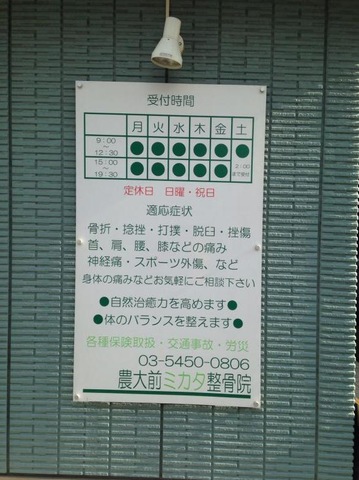 受付時間
月 火 水 木 金 土
9:00 ～ 12:30 ● ● ● ● ● ●
15:00 ～ 19:30 ● ● ● ● ●
定休日 日曜・祝日
適応症状
骨折・捻挫・打撲・脱臼・挫傷
首、肩、腰、膝などの痛み
神経痛・スポーツ外傷、など
身体の痛みなどお気軽にご相談下さい
●自然治癒力を高めます●
●体のバランスを整えます●
各種保険取扱・交通事故・労災
03-5450-0806
農大前ミカタ整骨院